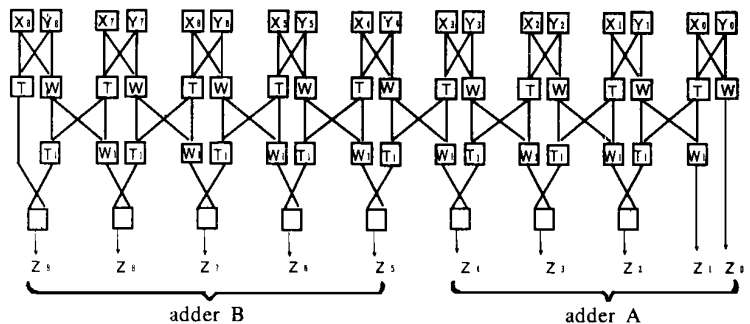 X8 Y8 X7 Y7 X6 Y6 X5 Y5 X4 Y4 X3 Y3 X2 Y2 X1 Y1 X0 Y0
T W T W T W T W T W T W T W T W T W
T1 W1 T1 W1 T1 W1 T1 W1 T1 W1 T1 W1 T1 W1 T1 W1
Z9 Z8 Z7 Z6 Z5 Z4 Z3 Z2 Z1 Z0
adder B adder A